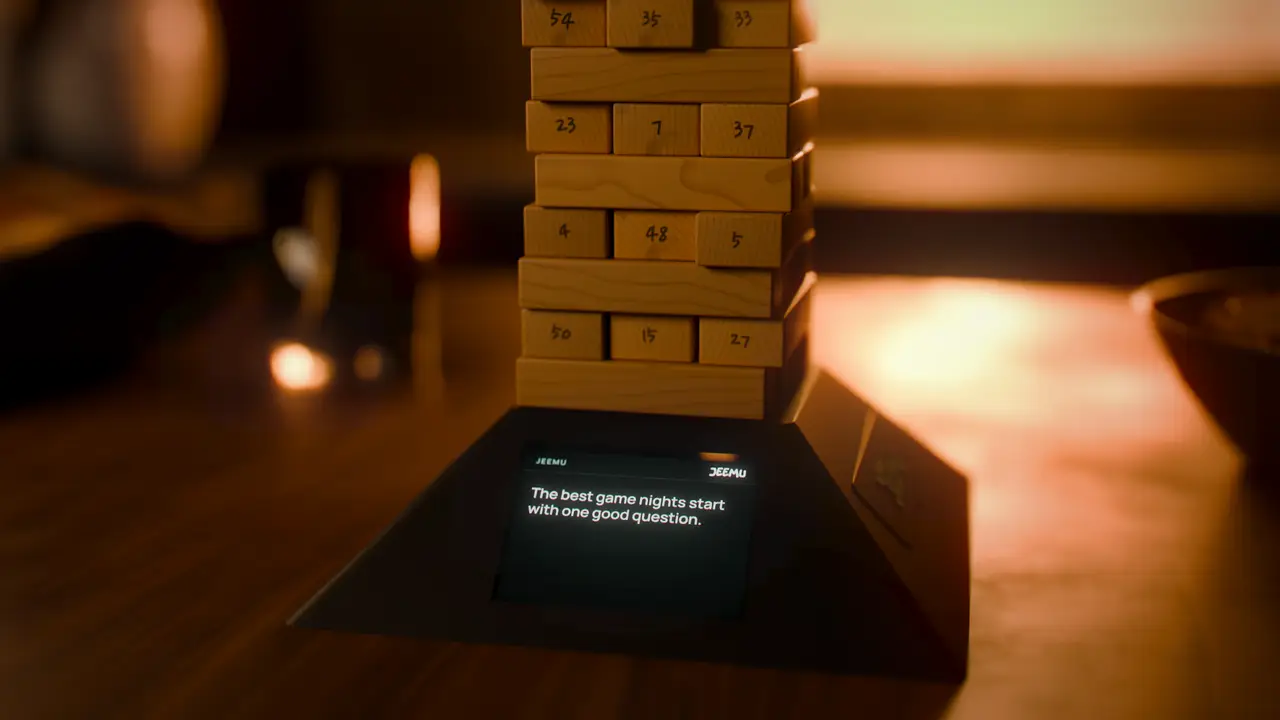 54 35 33
23 7 37
4 48 5
50 15 27
JEEMU JEEMU
The best game nights start
with one good question.